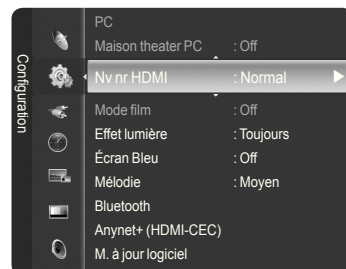 Configuration
PC
Maison theater PC : Off
Nv nr HDMI : Normal
Mode film : Off
Effet lumière : Toujours
Écran Bleu : Off
Mélodie : Moyen
Bluetooth
Anynet+ (HDMI-CEC)
M. à jour logiciel